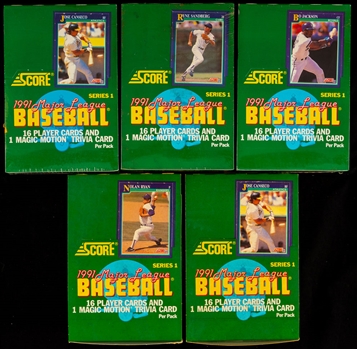 JOSE CANSECO
SCORE
SERIES 1
1991 Major League
BASEBALL
16 PLAYER CARDS AND
1 MAGIC MOTION TRIVIA CARD
Per Pack
RYNE SANDBERG
SCORE
SERIES 1
1991 Major League
BASEBALL
16 PLAYER CARDS AND
1 MAGIC MOTION TRIVIA CARD
Per Pack
BO JACKSON
SCORE
SERIES 1
1991 Major League
BASEBALL
16 PLAYER CARDS AND
1 MAGIC MOTION TRIVIA CARD
Per Pack
NOLAN RYAN
SCORE
SERIES 1
1991 Major League
BASEBALL
16 PLAYER CARDS AND
1 MAGIC MOTION TRIVIA CARD
Per Pack
JOSE CANSECO
SCORE
SERIES 1
1991 Major League
BASEBALL
16 PLAYER CARDS AND
1 MAGIC MOTION TRIVIA CARD
Per Pack